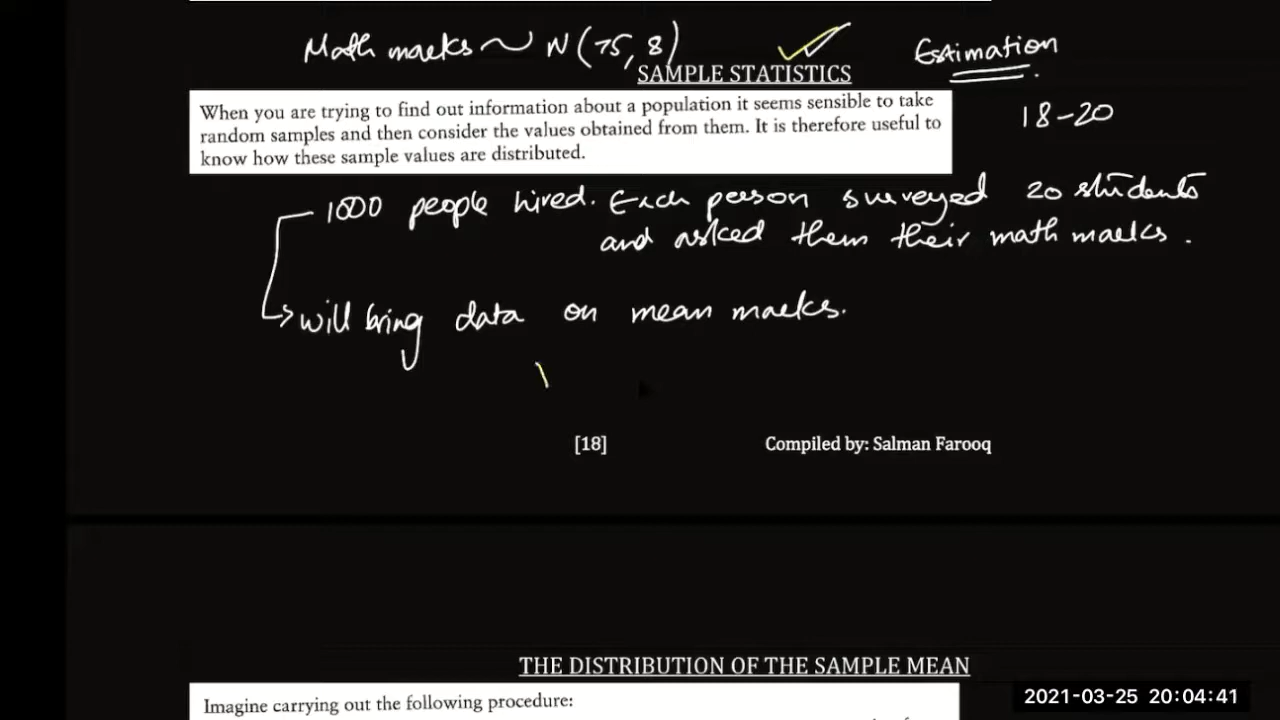 Math marks ~ N (75, 8)
Estimation
SAMPLE STATISTICS
When you are trying to find out information about a population it seems sensible to take
random samples and then consider the values obtained from them. It is therefore useful to
know how these sample values are distributed.
18-20
1000 people hired. Each person surveyed 20 students
and asked them their math marks.
→ will bring data on mean marks.
[18]
Compiled by: Salman Farooq
THE DISTRIBUTION OF THE SAMPLE MEAN
Imagine carrying out the following procedure:
2021-03-25 20:04:41